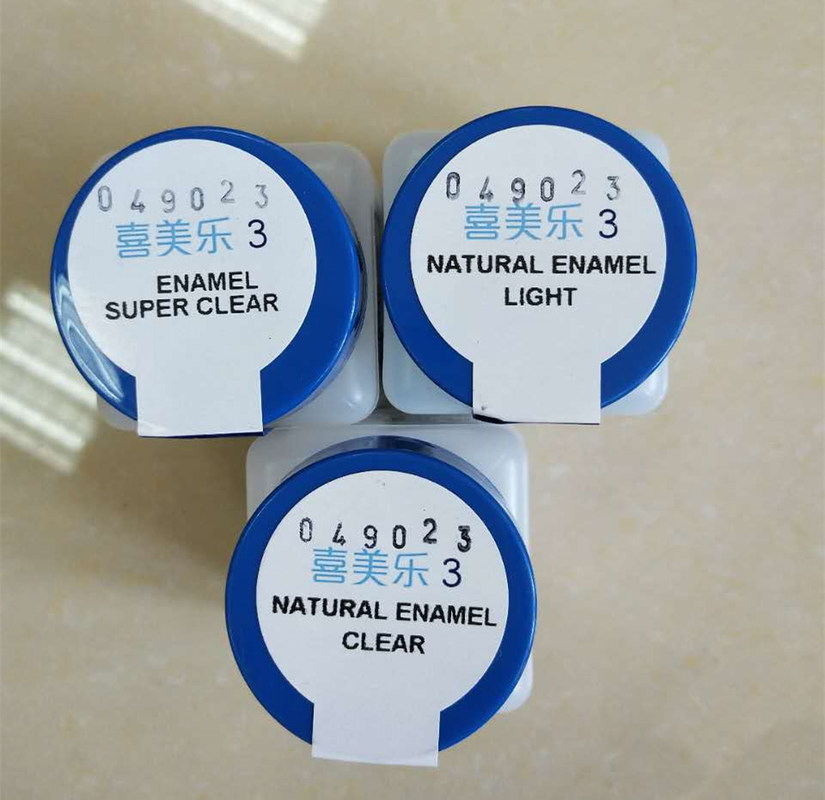 049023
喜美乐 3
ENAMEL
SUPER CLEAR
049023
喜美乐 3
NATURAL ENAMEL
LIGHT
049023
喜美乐 3
NATURAL ENAMEL
CLEAR